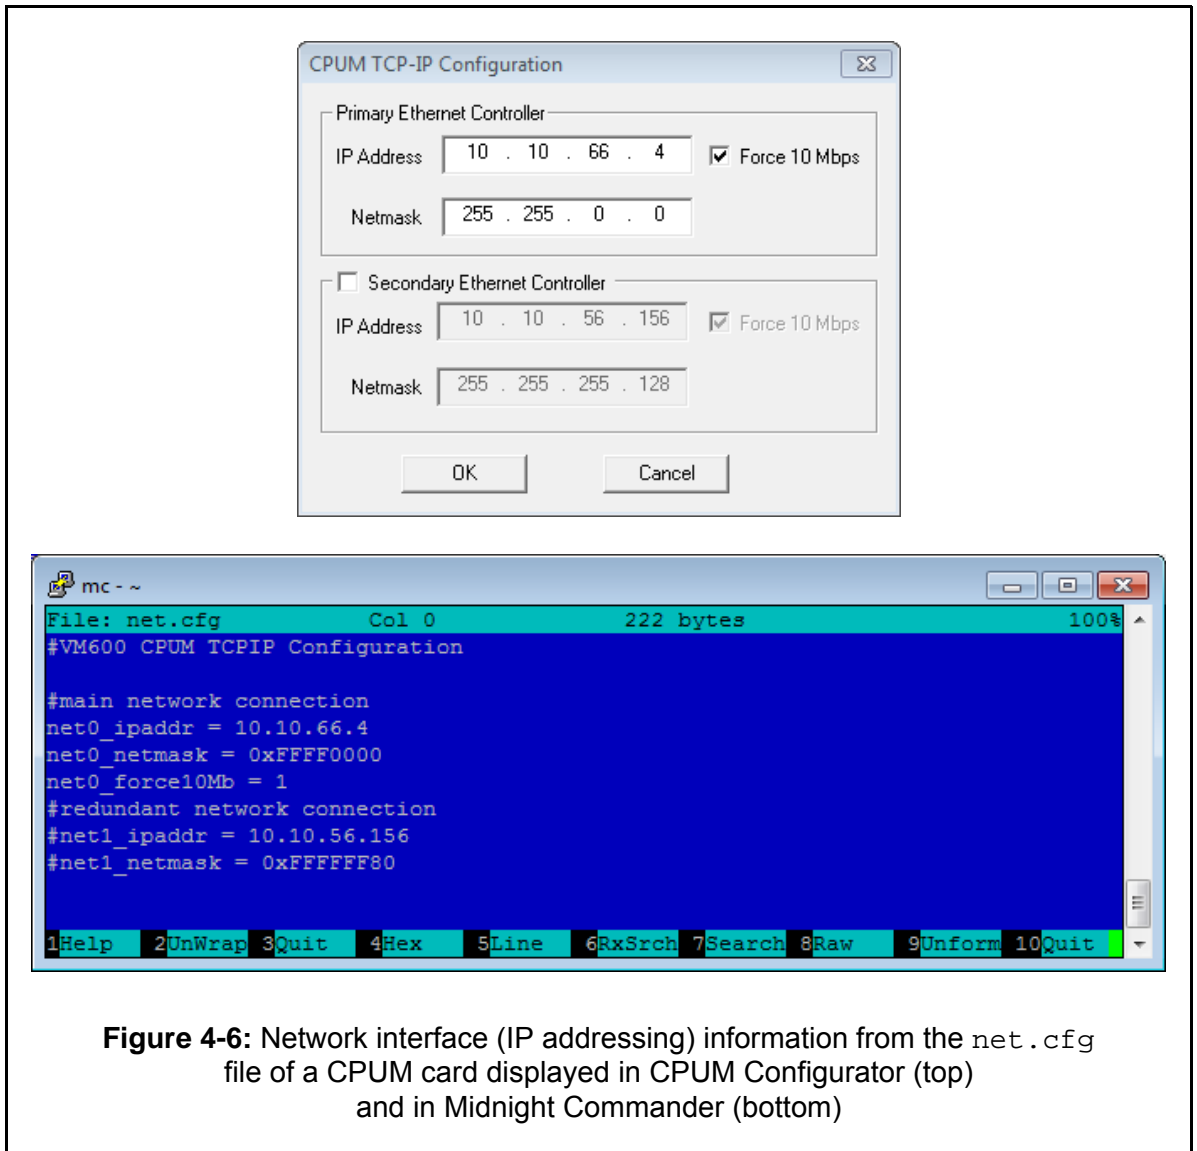 CPUM TCP-IP Configuration
Primary Ethernet Controller
IP Address 10 . 10 . 66 . 4 Force 10 Mbps
Netmask 255 . 255 . 0 . 0
Secondary Ethernet Controller
IP Address 10 . 10 . 56 . 156 Force 10 Mbps
Netmask 255 . 255 . 255 . 128
OK Cancel
mc - ~
File: net.cfg Col 0 222 bytes 100%
#VM600 CPUM TCPIP Configuration
#main network connection
net0_ipaddr = 10.10.66.4
net0_netmask = 0xFFFF0000
net0_force10Mb = 1
#redundant network connection
#net1_ipaddr = 10.10.56.156
#net1_netmask = 0xFFFFFF80
1Help 2UnWrap 3Quit 4Hex 5Line 6RxSrch 7Search 8Raw 9Unform 10Quit
Figure 4-6: Network interface (IP addressing) information from the net.cfg
file of a CPUM card displayed in CPUM Configurator (top)
and in Midnight Commander (bottom)